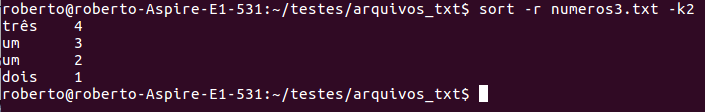 roberto@roberto-Aspire-E1-531:~/testes/arquivos_txt$ sort -r numeros3.txt -k2
três    4
um      3
um      2
dois    1
roberto@roberto-Aspire-E1-531:~/testes/arquivos_txt$